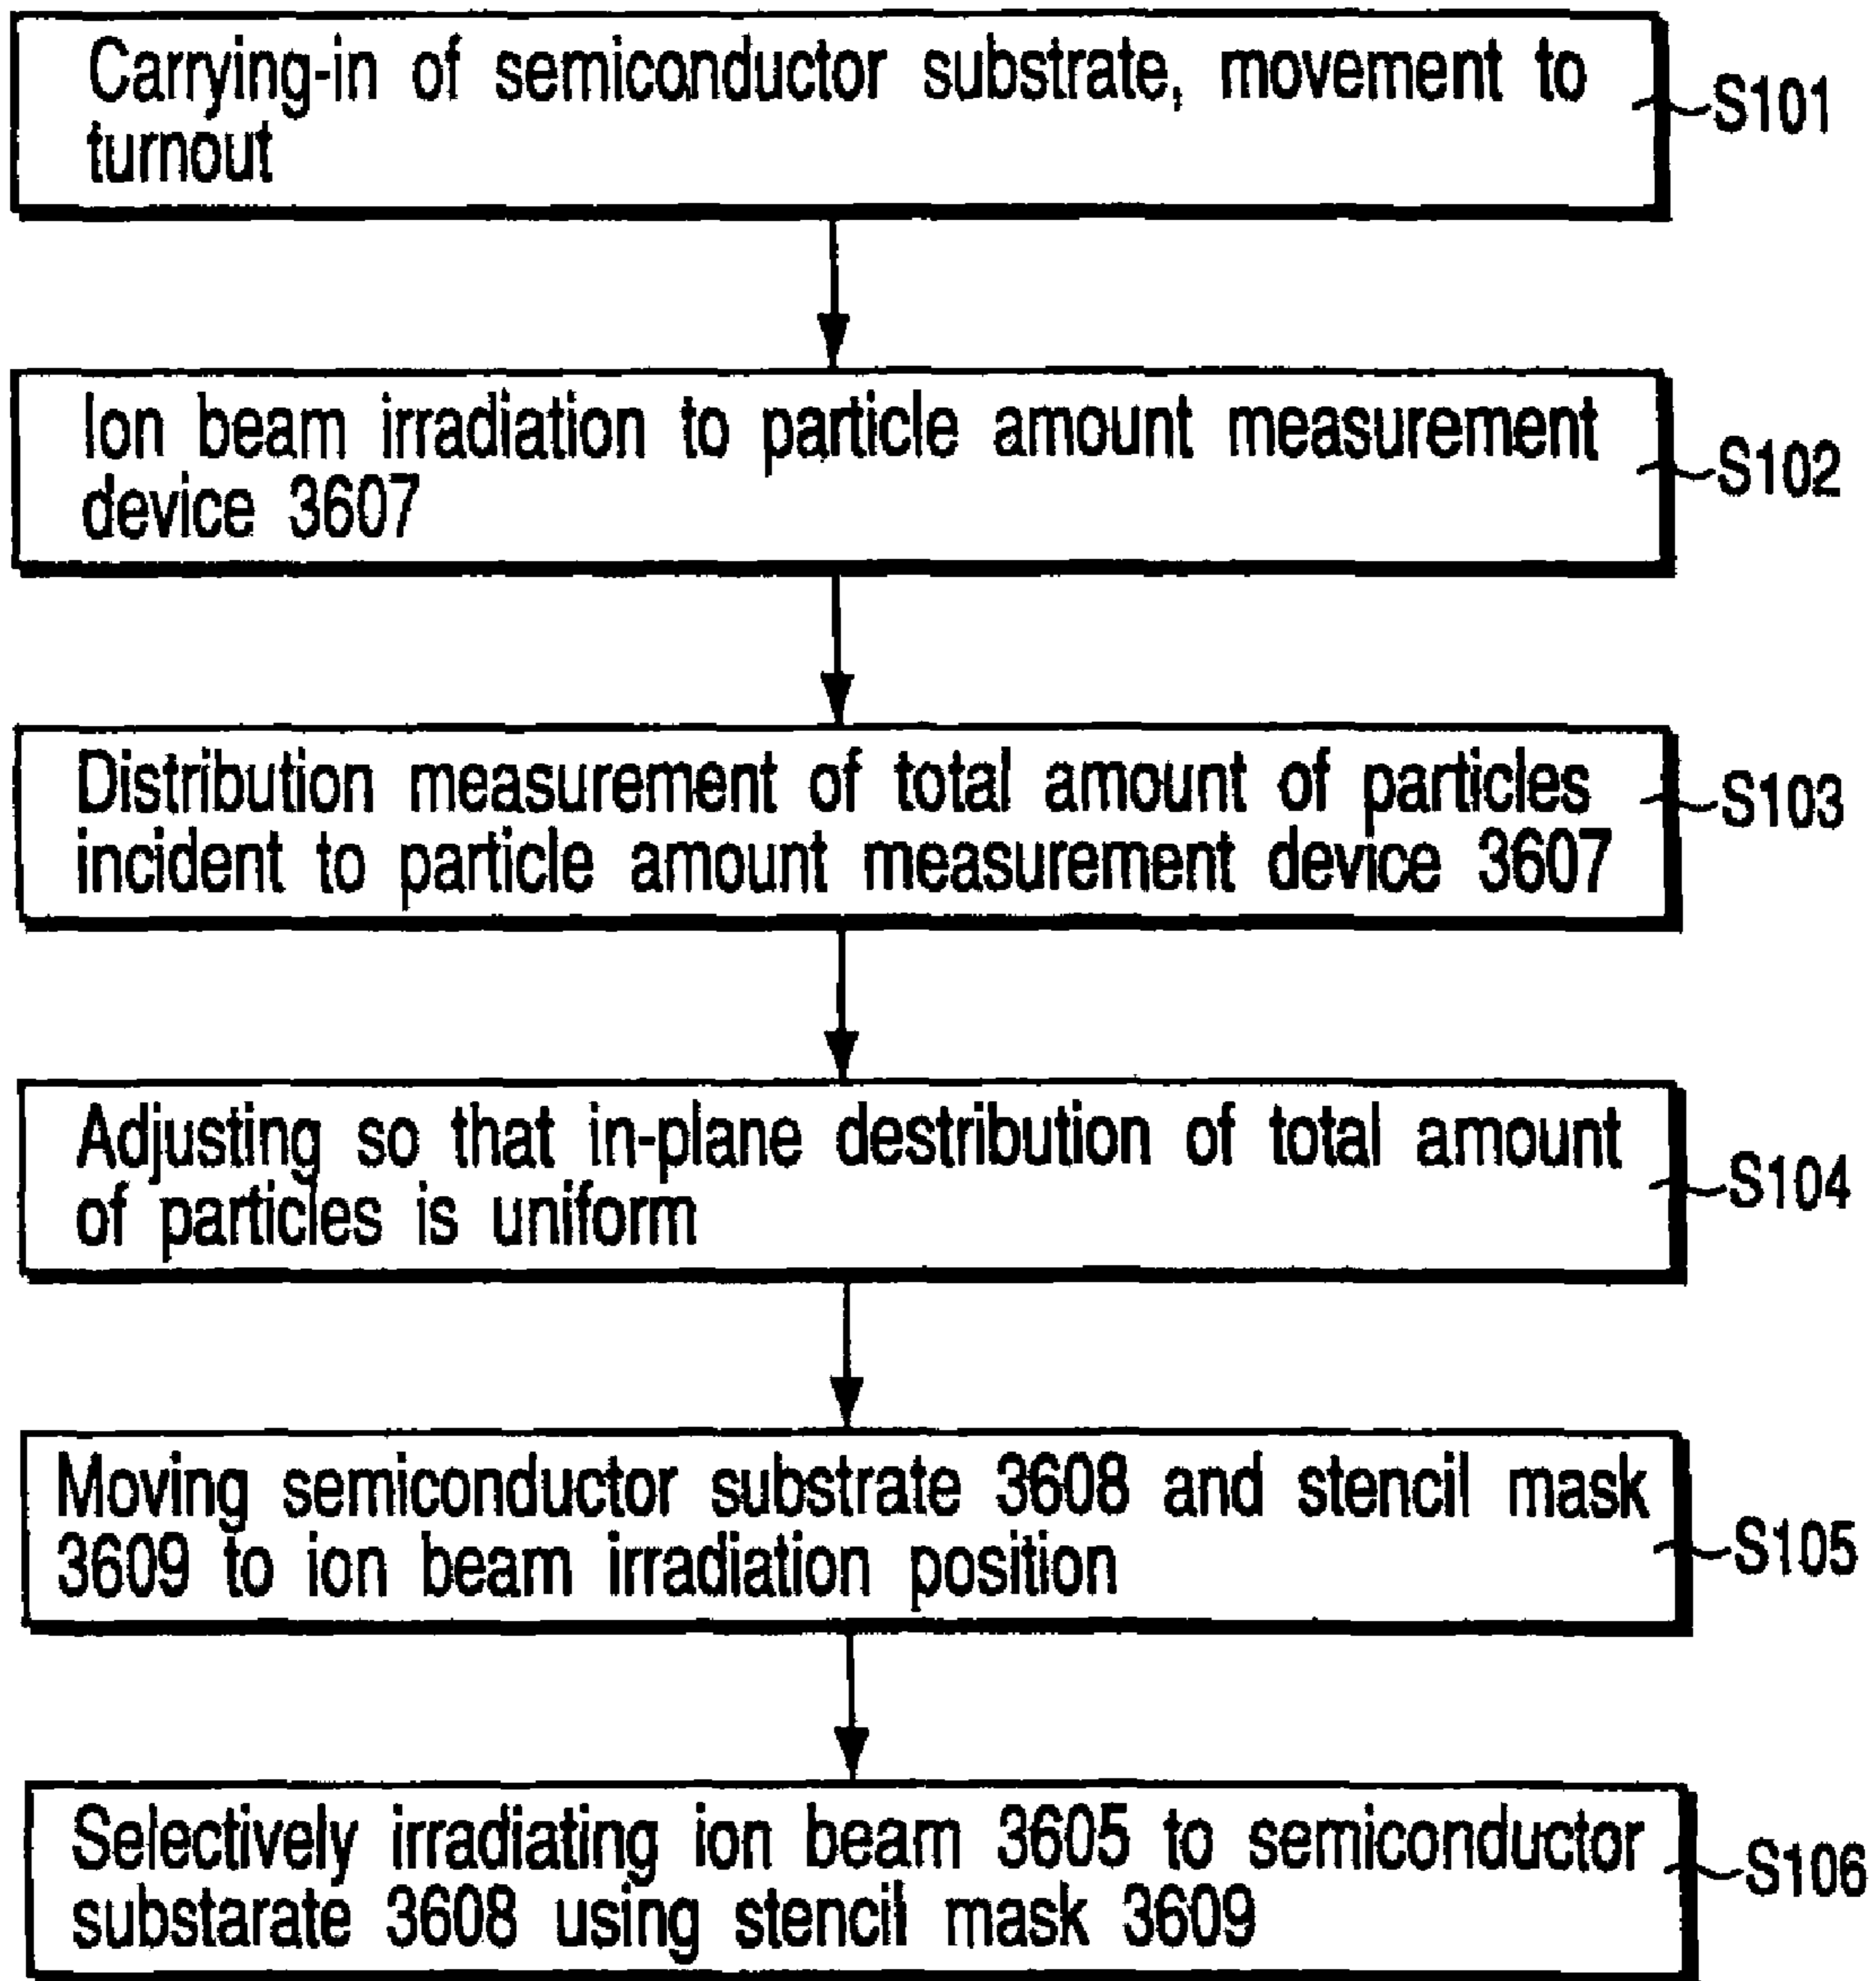 Carrying-in of semiconductor substrate, movement to
turnout
S101
Ion beam irradiation to particle amount measurement
device 3607
S102
Distribution measurement of total amount of particles
incident to particle amount measurement device 3607
S103
Adjusting so that in-plane destribution of total amount
of particles is uniform
S104
Moving semiconductor substrate 3608 and stencil mask
3609 to ion beam irradiation position
S105
Selectively irradiating ion beam 3605 to semiconductor
substarate 3608 using stencil mask 3609
S106